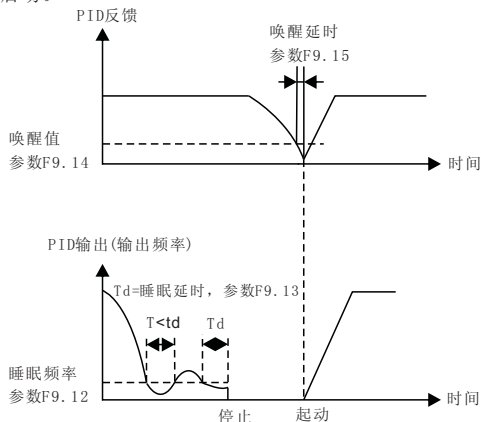 PID反馈
唤醒延时
参数F9.15
唤醒值
参数F9.14
时间
PID输出(输出频率)
Td=睡眠延时，参数F9.13
T<td
Td
睡眠频率
参数F9.12
时间
停止
起动